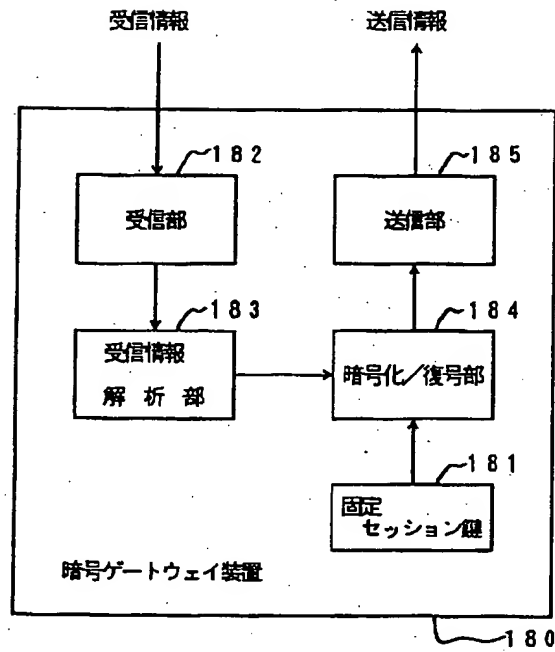 受信情報
送信情報
182
受信部
185
送信部
183
受信情報
解析部
184
暗号化／復号部
181
固定
セッション鍵
暗号ゲートウェイ装置
180